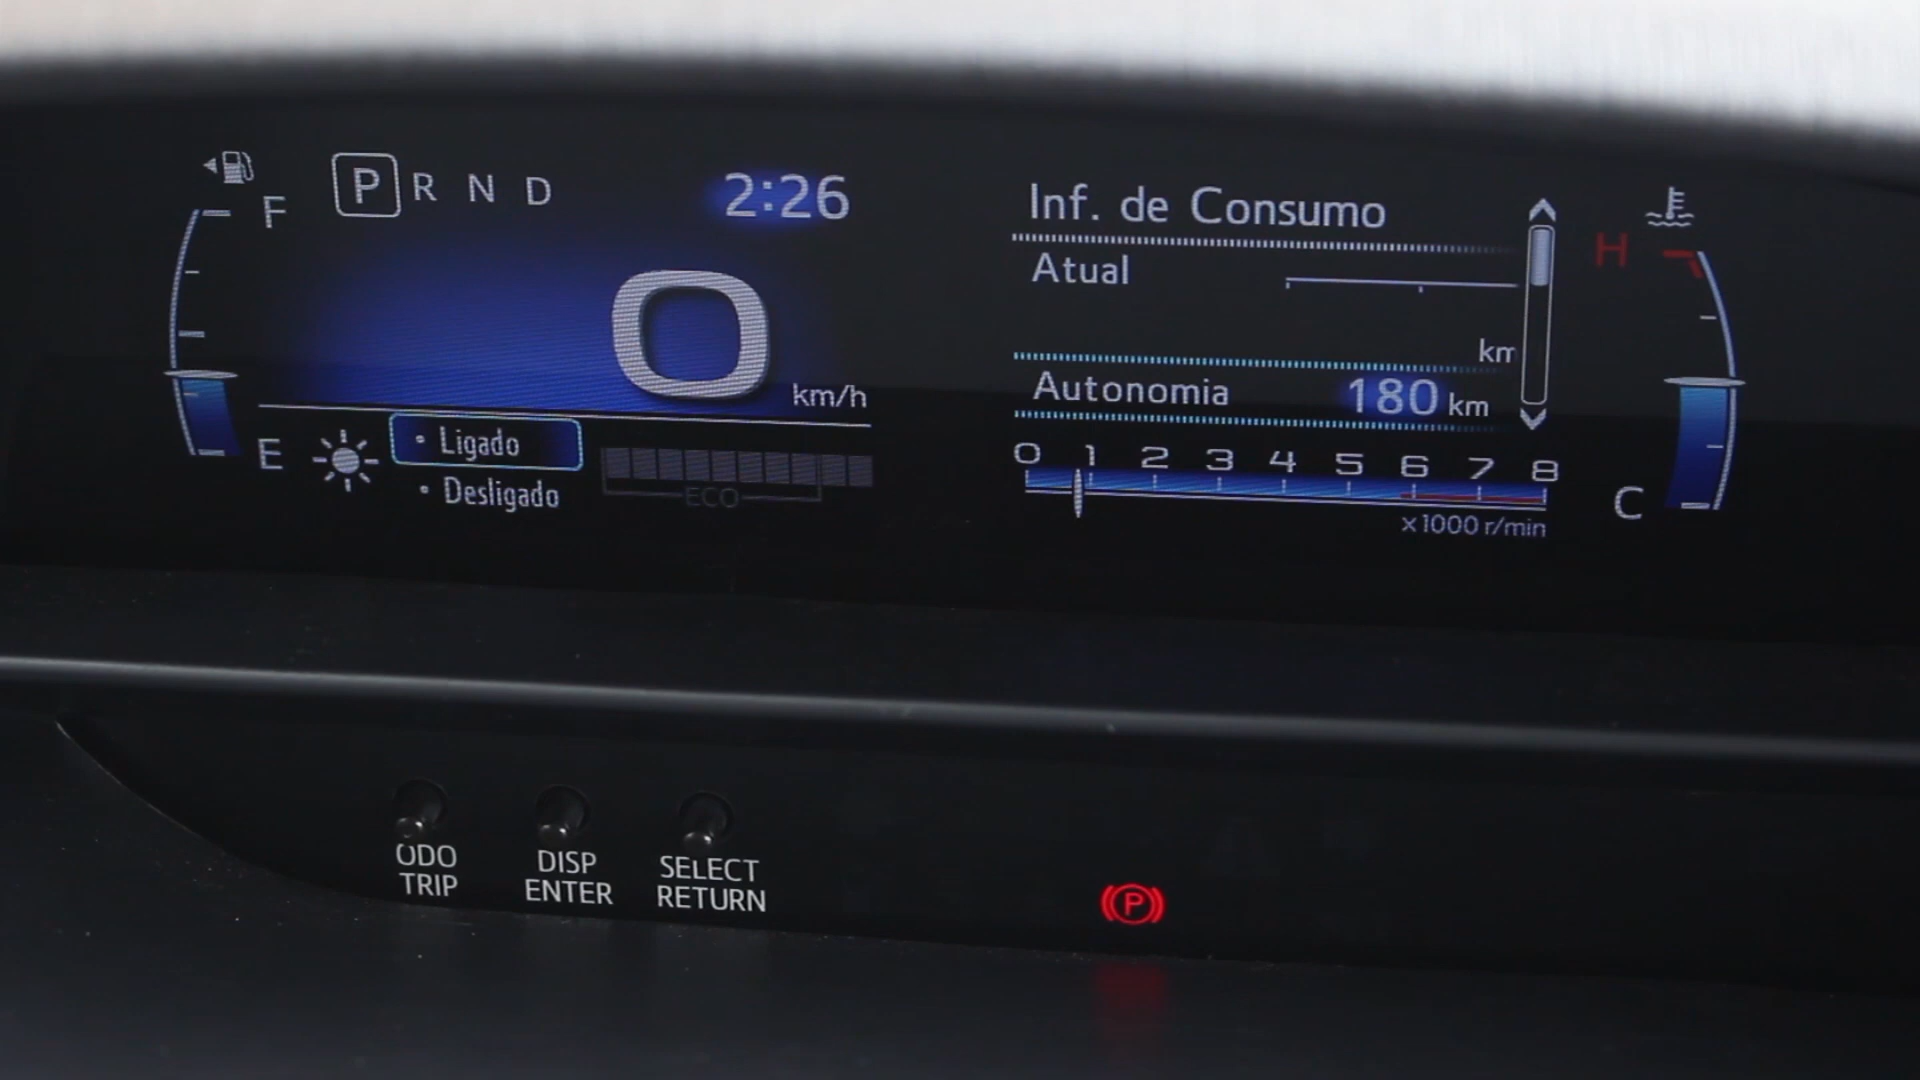 F
P R N D
2:26
0
km/h
E
• Ligado
• Desligado
ECO
Inf. de Consumo
Atual
km
Autonomia 180 km
0 1 2 3 4 5 6 7 8
x1000 r/min
H
C
ODO
TRIP
DISP
ENTER
SELECT
RETURN
P